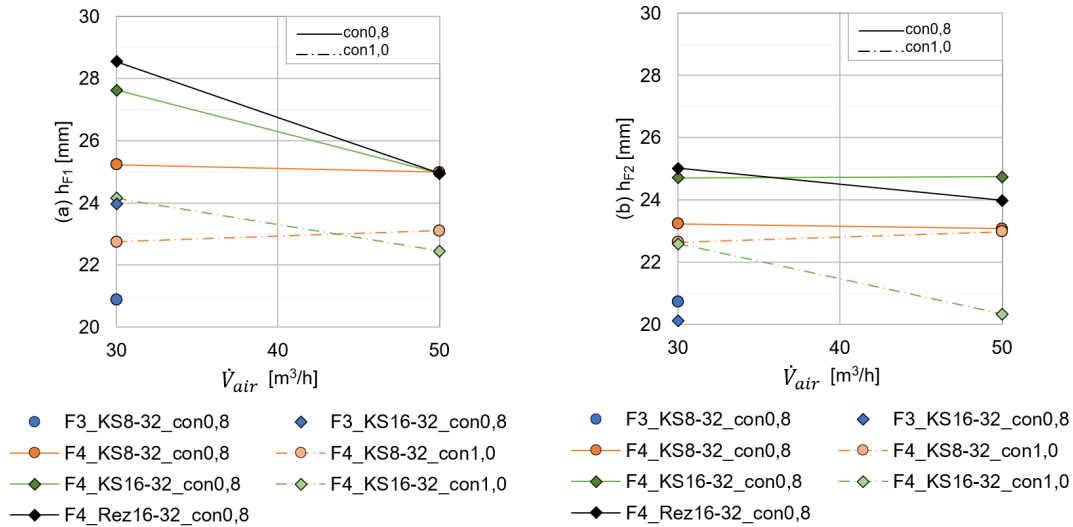 con0,8
con1,0
30
28
26
24
22
20
(a) hF1 [mm]
30
40
50
V̇air [m³/h]
F3_KS8-32_con0,8
F3_KS16-32_con0,8
F4_KS8-32_con0,8
F4_KS8-32_con1,0
F4_KS16-32_con0,8
F4_KS16-32_con1,0
F4_Rez16-32_con0,8
con0,8
con1,0
30
28
26
24
22
20
(b) hF2 [mm]
30
40
50
V̇air [m³/h]
F3_KS8-32_con0,8
F3_KS16-32_con0,8
F4_KS8-32_con0,8
F4_KS8-32_con1,0
F4_KS16-32_con0,8
F4_KS16-32_con1,0
F4_Rez16-32_con0,8